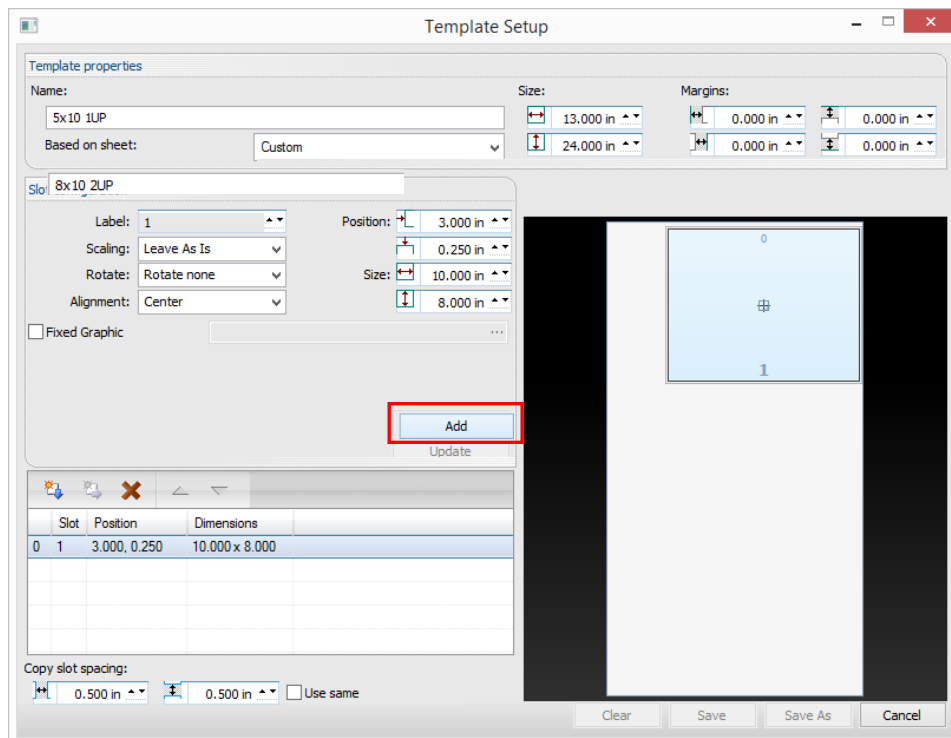 Template Setup
Template properties
Name:
Size:
Margins:
5x10 1UP
13.000 in
0.000 in
0.000 in
Based on sheet:
Custom
24.000 in
0.000 in
0.000 in
8x10 2UP
Label:
1
Position:
3.000 in
Scaling:
Leave As Is
0.250 in
Rotate:
Rotate none
Size:
10.000 in
Alignment:
Center
8.000 in
Fixed Graphic
...
0
1
Add
Update
Slot Position Dimensions
0 1 3.000, 0.250 10.000 x 8.000
Copy slot spacing:
0.500 in
0.500 in
Use same
Clear
Save
Save As
Cancel